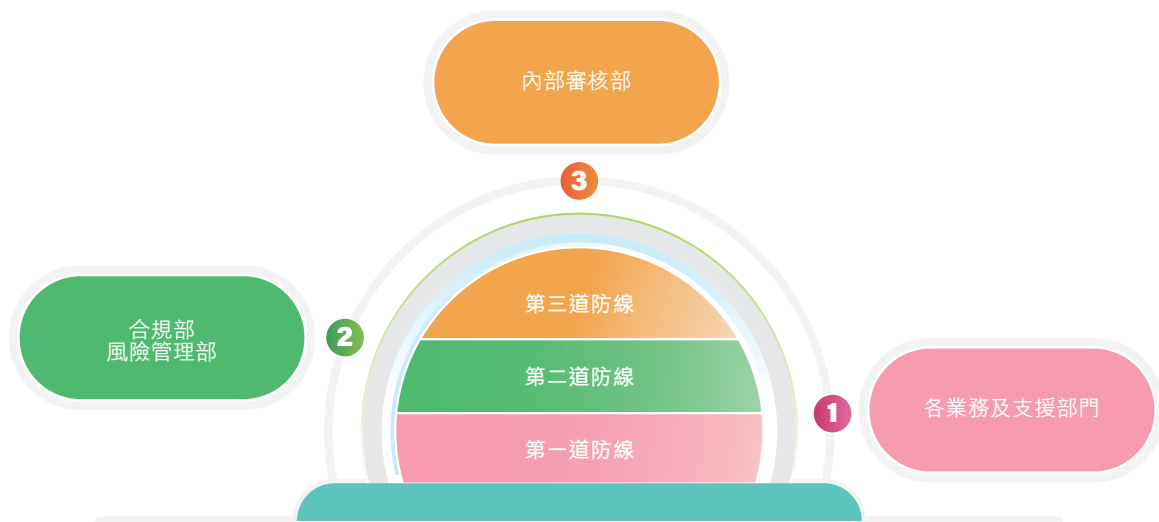 內部審核部
3
第三道防線
合規部
風險管理部
2
第二道防線
1
各業務及支援部門
第一道防線